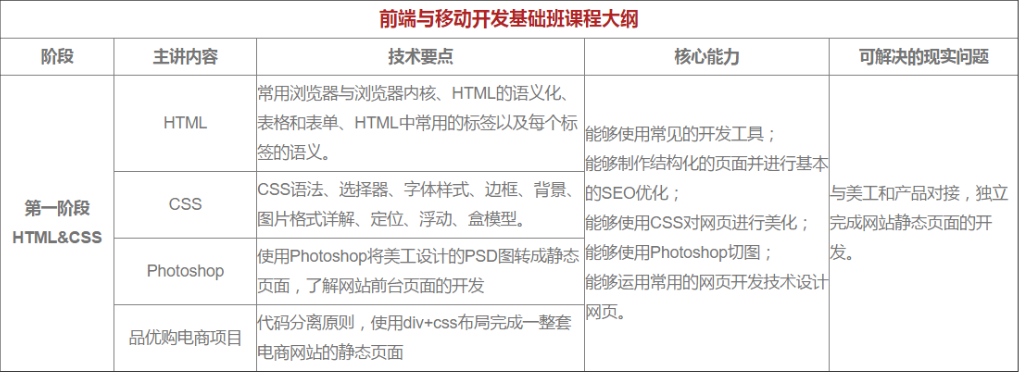 前端与移动开发基础班课程大纲
阶段
主讲内容
技术要点
核心能力
可解决的现实问题
第一阶段
HTML&CSS
HTML
常用浏览器与浏览器内核、HTML的语义化、
表格和表单、HTML中常用的标签以及每个标
签的语义。
CSS
CSS语法、选择器、字体样式、边框、背景、
图片格式详解、定位、浮动、盒模型。
Photoshop
使用Photoshop将美工设计的PSD图转成静态
页面，了解网站前台页面的开发
品优购电商项目
代码分离原则，使用div+css布局完成一整套
电商网站的静态页面
能够使用常见的开发工具；
能够制作结构化的页面并进行基本
的SEO优化；
能够使用CSS对网页进行美化；
能够使用Photoshop切图；
能够运用常用的网页开发技术设计
网页。
与美工和产品对接，独立
完成网站静态页面的开
发。